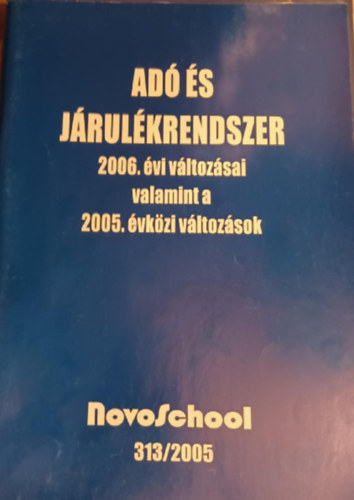 ADÓ ÉS
JÁRULÉKRENDSZER
2006. évi változásai
valamint a
2005. évközi változások
NovoSchool
313/2005